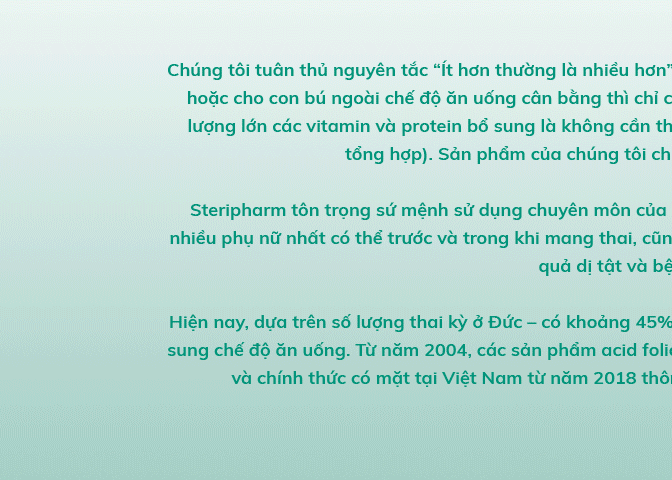 Chúng tôi tuân thủ nguyên tắc “Ít hơn thường là nhiều hơn”
hoặc cho con bú ngoài chế độ ăn uống cân bằng thì chỉ c
lượng lớn các vitamin và protein bổ sung là không cần th
tổng hợp). Sản phẩm của chúng tôi ch
Steripharm tôn trọng sứ mệnh sử dụng chuyên môn của
nhiều phụ nữ nhất có thể trước và trong khi mang thai, cũn
quả dị tật và bệ
Hiện nay, dựa trên số lượng thai kỳ ở Đức – có khoảng 45%
sung chế độ ăn uống. Từ năm 2004, các sản phẩm acid folic
và chính thức có mặt tại Việt Nam từ năm 2018 thôn